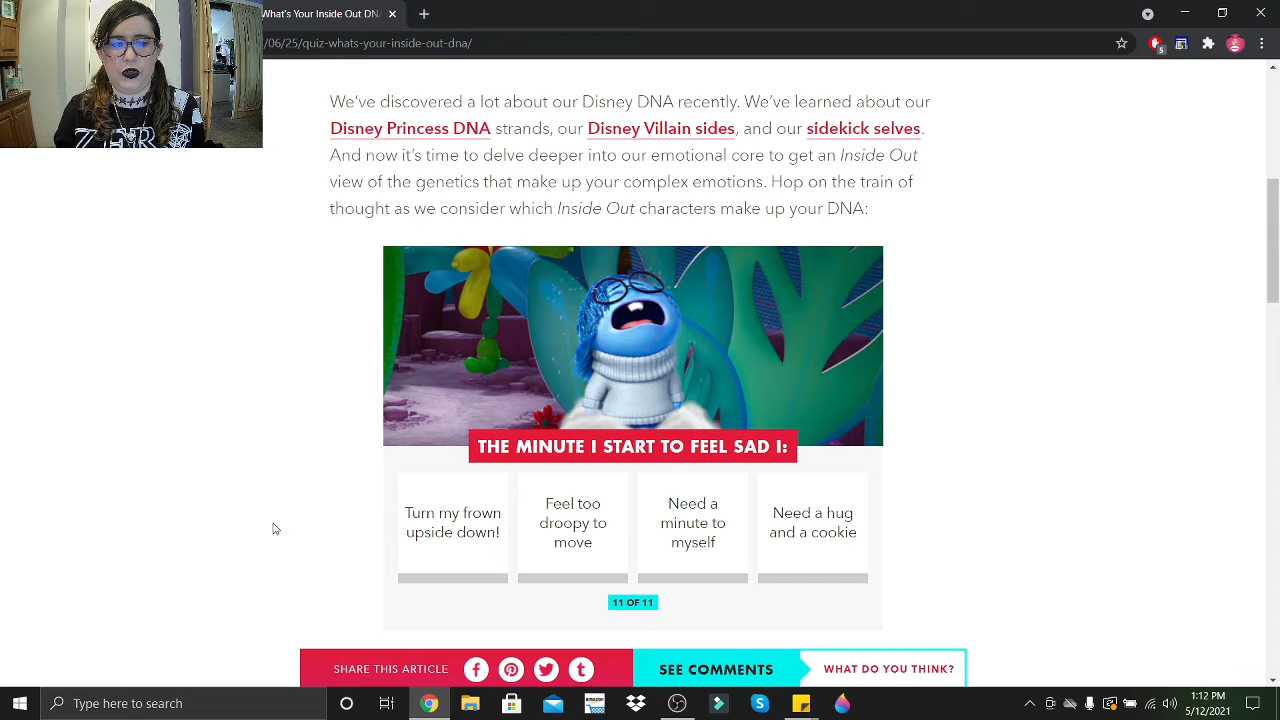 What's Your Inside Out DN
/06/25/quiz-whats-your-inside-out-dna/
5
We've discovered a lot about our Disney DNA recently. We've learned about our
Disney Princess DNA strands, our Disney Villain sides, and our sidekick selves.
And now it's time to delve deeper into our emotional core to get an Inside Out
view of the genetics that make up your complex emotions. Hop on the train of
thought as we consider which Inside Out characters make up your DNA:
THE MINUTE I START TO FEEL SAD I:
Turn my frown
upside down!
Feel too
droopy to
move
Need a
minute to
myself
Need a hug
and a cookie
11 OF 11
SHARE THIS ARTICLE
SEE COMMENTS
WHAT DO YOU THINK?
Type here to search
amazon
1:12 PM
5/12/2021